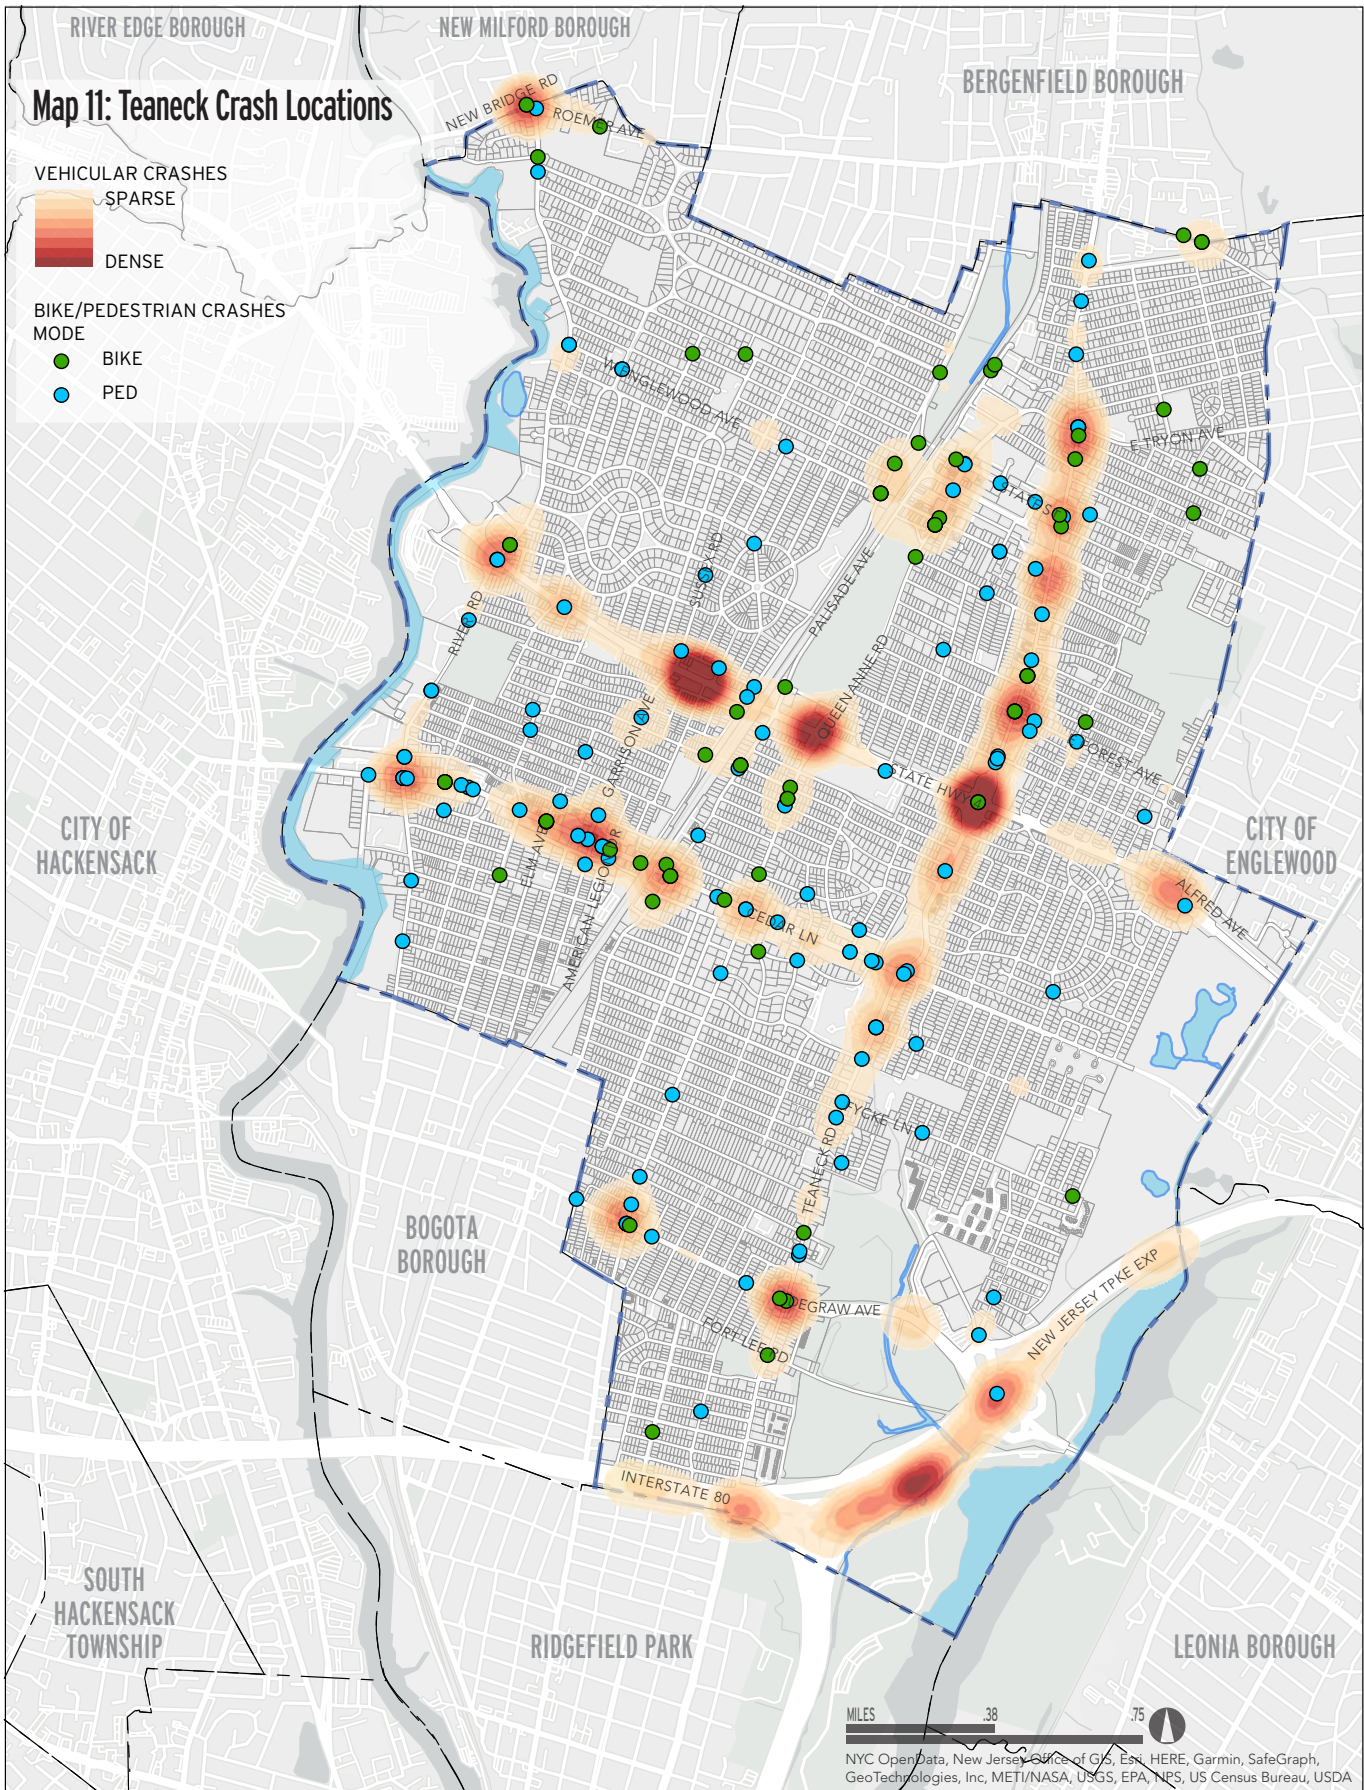 RIVER EDGE BOROUGH
NEW MILFORD BOROUGH
BERGENFIELD BOROUGH
Map 11: Teaneck Crash Locations
VEHICULAR CRASHES
SPARSE
DENSE
BIKE/PEDESTRIAN CRASHES
MODE
BIKE
PED
NEW BRIDGE RD
ROEMER AVE
W ENGLEWOOD AVE
E TRYON AVE
STATE ST
SUSSEX RD
PALISADE AVE
RIVER RD
QUEEN ANNE RD
GARRISON AVE
STATE HWY 4
FOREST AVE
CITY OF
HACKENSACK
CITY OF
ENGLEWOOD
ELM AVE
AMERICAN LEGION DR
CEDAR LN
ALFRED AVE
FYCKE LN
TEANECK RD
BOGOTA
BOROUGH
DEGRAW AVE
FORT LEE RD
NEW JERSEY TPKE EXP
INTERSTATE 80
SOUTH
HACKENSACK
TOWNSHIP
RIDGEFIELD PARK
LEONIA BOROUGH
MILES .38 .75
NYC OpenData, New Jersey Office of GIS, Esri, HERE, Garmin, SafeGraph,
GeoTechnologies, Inc, METI/NASA, USGS, EPA, NPS, US Census Bureau, USDA